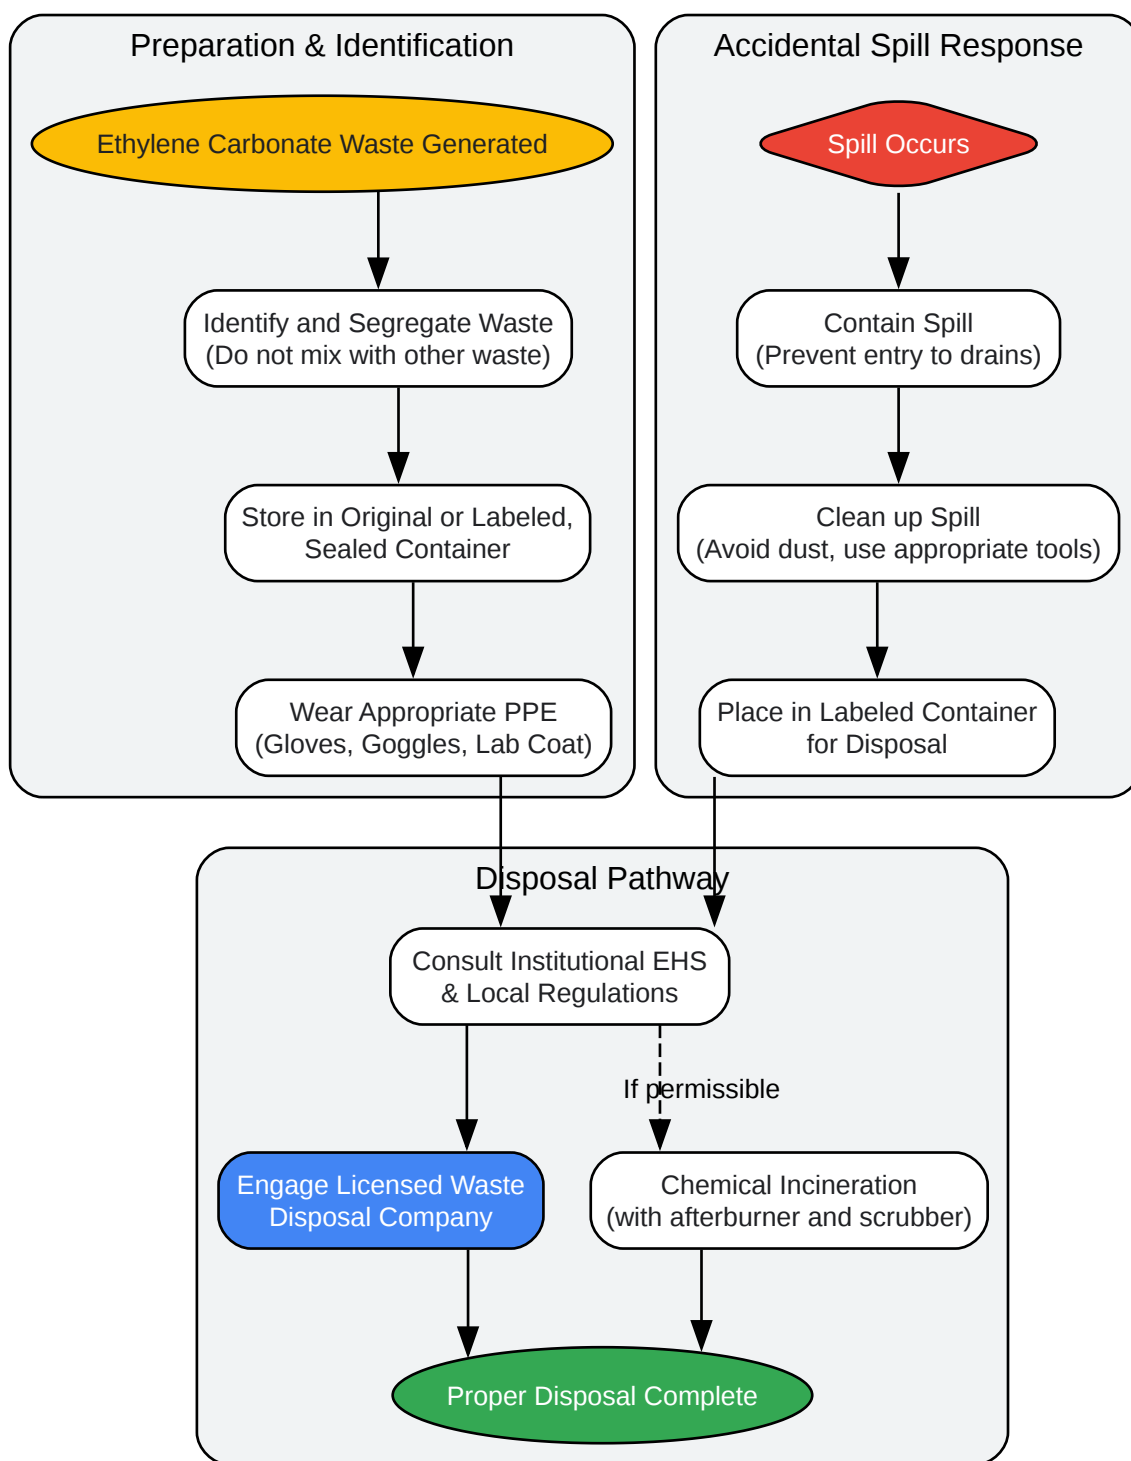 Preparation & Identification
Ethylene Carbonate Waste Generated
Identify and Segregate Waste
(Do not mix with other waste)
Store in Original or Labeled,
Sealed Container
Wear Appropriate PPE
(Gloves, Goggles, Lab Coat)
Accidental Spill Response
Spill Occurs
Contain Spill
(Prevent entry to drains)
Clean up Spill
(Avoid dust, use appropriate tools)
Place in Labeled Container
for Disposal
Disposal Pathway
Consult Institutional EHS
& Local Regulations
If permissible
Engage Licensed Waste
Disposal Company
Chemical Incineration
(with afterburner and scrubber)
Proper Disposal Complete